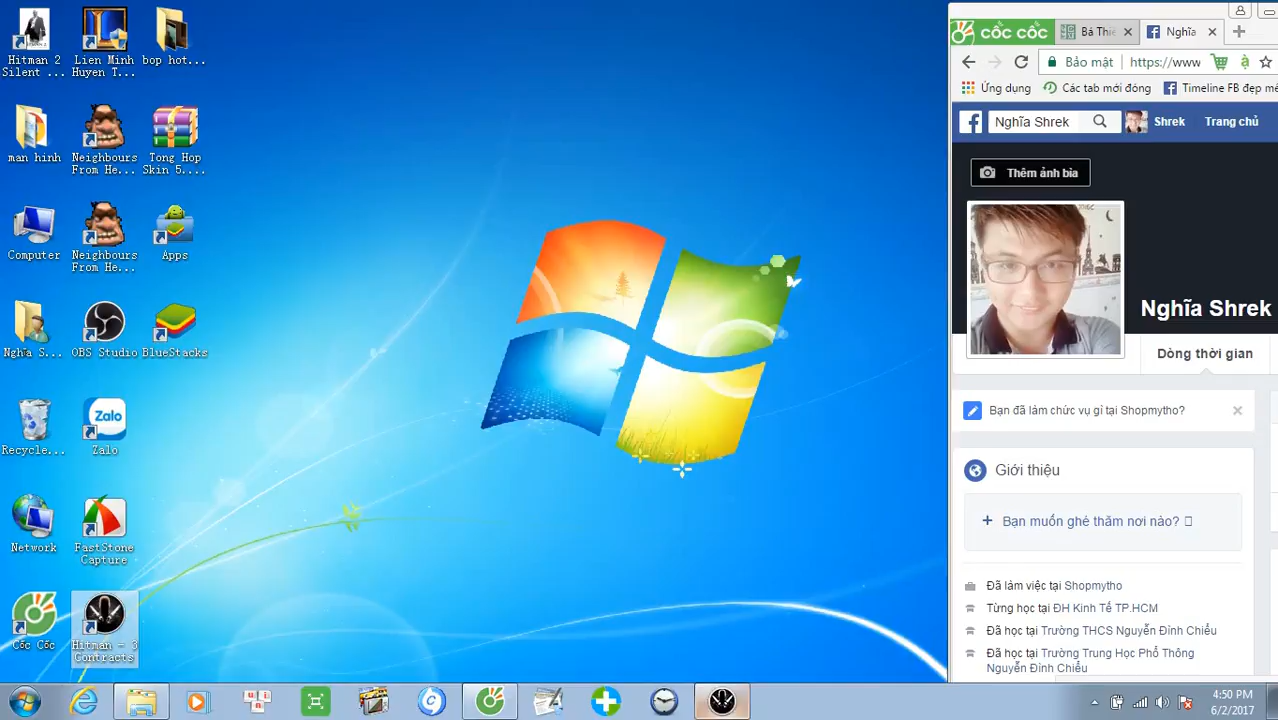 Hitman 2
Silent ...
Lien Minh
Huyen T...
bop hot...
man hinh
Neighbours
From He...
Tong Hop
Skin 5....
Computer
Neighbours
From He...
Apps
Nghĩa S...
OBS Studio
BlueStacks
Recycle...
Zalo
Zalo
Network
FastStone
Capture
Cốc Cốc
Hitman - 3
Contracts
cốc cốc
Bá Thiê
Nghĩa
Bảo mật
https://www
Ứng dụng
Các tab mới đóng
Timeline FB đẹp mê
Nghĩa Shrek
Shrek
Trang chủ
Thêm ảnh bìa
Nghĩa Shrek
Dòng thời gian
Bạn đã làm chức vụ gì tại Shopmytho?
Giới thiệu
+ Bạn muốn ghé thăm nơi nào?
Đã làm việc tại Shopmytho
Từng học tại ĐH Kinh Tế TP.HCM
Đã học tại Trường THCS Nguyễn Đình Chiểu
Đã học tại Trường Trung Học Phổ Thông
Nguyễn Đình Chiểu
4:50 PM
6/2/2017